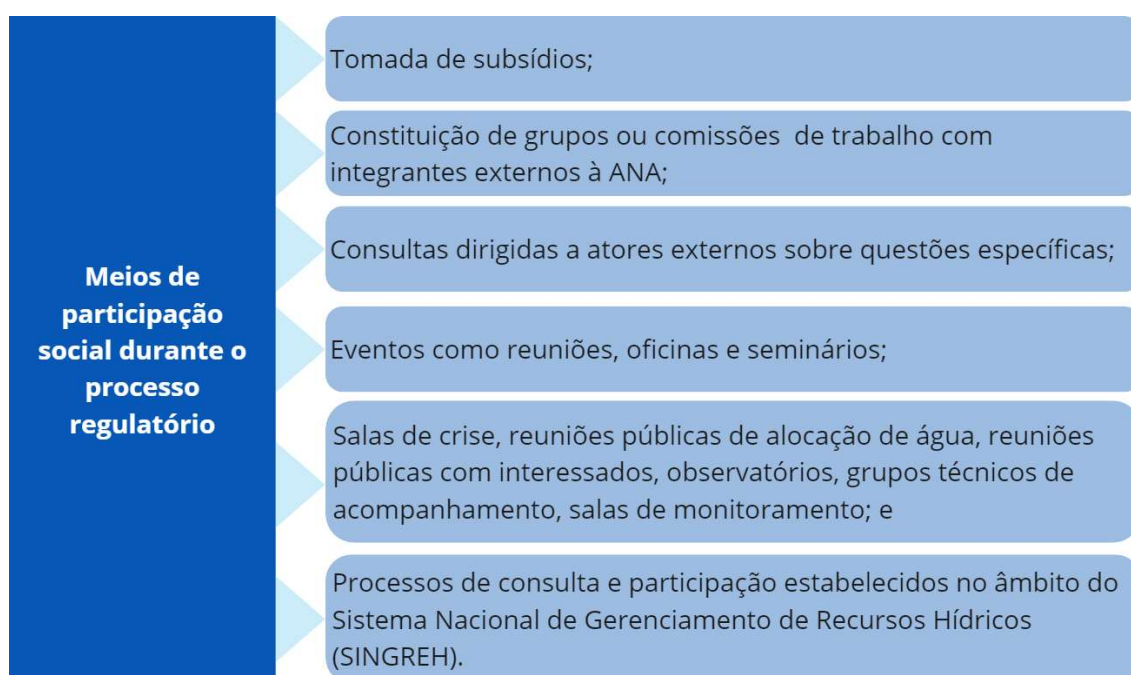 Meios de
participação
social durante o
processo
regulatório
Tomada de subsídios;
Constituição de grupos ou comissões de trabalho com
integrantes externos à ANA;
Consultas dirigidas a atores externos sobre questões específicas;
Eventos como reuniões, oficinas e seminários;
Salas de crise, reuniões públicas de alocação de água, reuniões
públicas com interessados, observatórios, grupos técnicos de
acompanhamento, salas de monitoramento; e
Processos de consulta e participação estabelecidos no âmbito do
Sistema Nacional de Gerenciamento de Recursos Hídricos
(SINGREH).